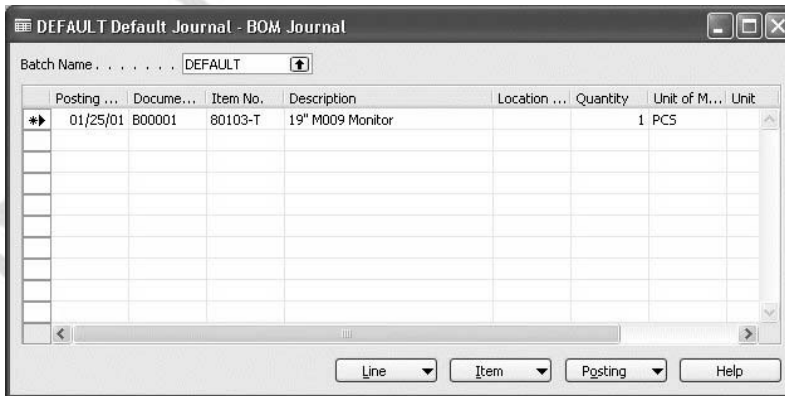 DEFAULT Default Journal - BOM Journal
Batch Name . . . . . . . DEFAULT
Posting ... Docume... Item No. Description Location ... Quantity Unit of M... Unit
01/25/01 B00001 80103-T 19" M009 Monitor 1 PCS
Line Item Posting Help